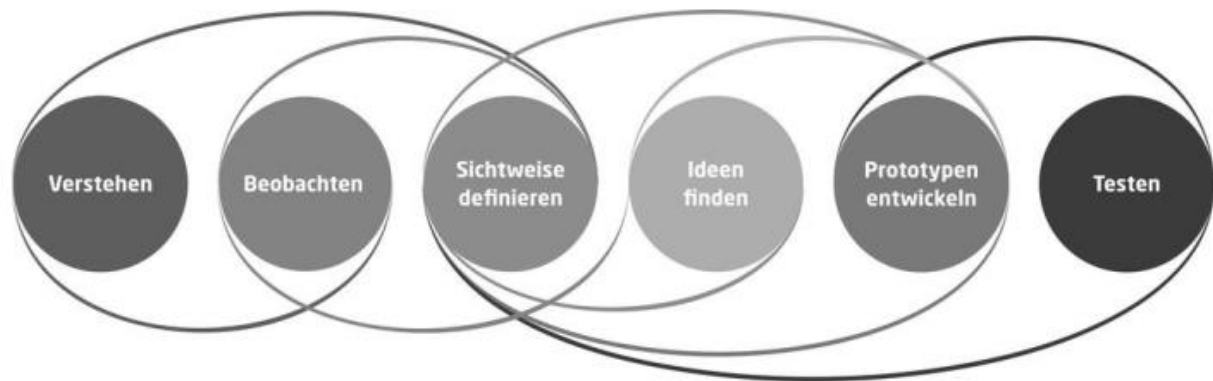 Verstehen
Beobachten
Sichtweise
definieren
Ideen
finden
Prototypen
entwickeln
Testen